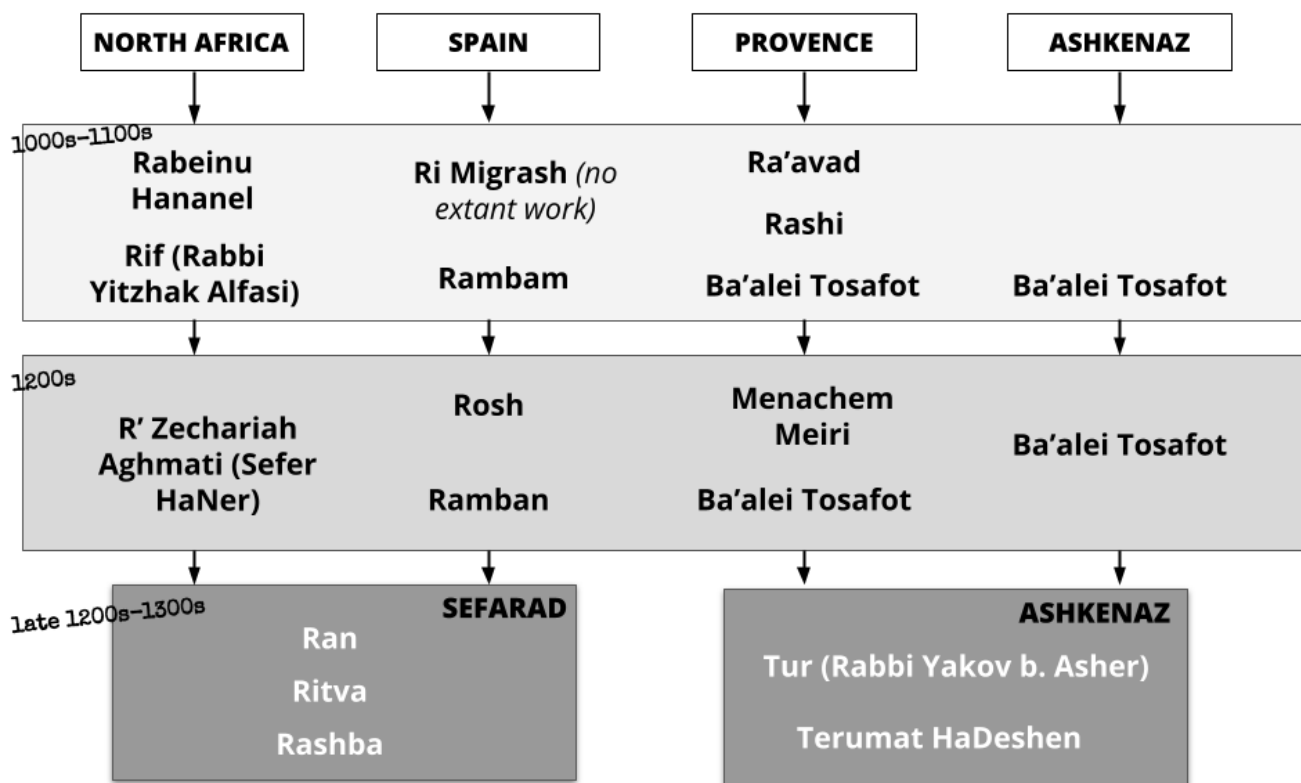 NORTH AFRICA
SPAIN
PROVENCE
ASHKENAZ
1000s-1100s
Rabeinu
Hananel
Rif (Rabbi
Yitzhak Alfasi)
Ri Migrash (no
extant work)
Rambam
Ra’avad
Rashi
Ba’alei Tosafot
Ba’alei Tosafot
1200s
R’ Zechariah
Aghmati (Sefer
HaNer)
Rosh
Ramban
Menachem
Meiri
Ba’alei Tosafot
Ba’alei Tosafot
late 1200s-1300s
SEFARAD
Ran
Ritva
Rashba
ASHKENAZ
Tur (Rabbi Yakov b. Asher)
Terumat HaDeshen